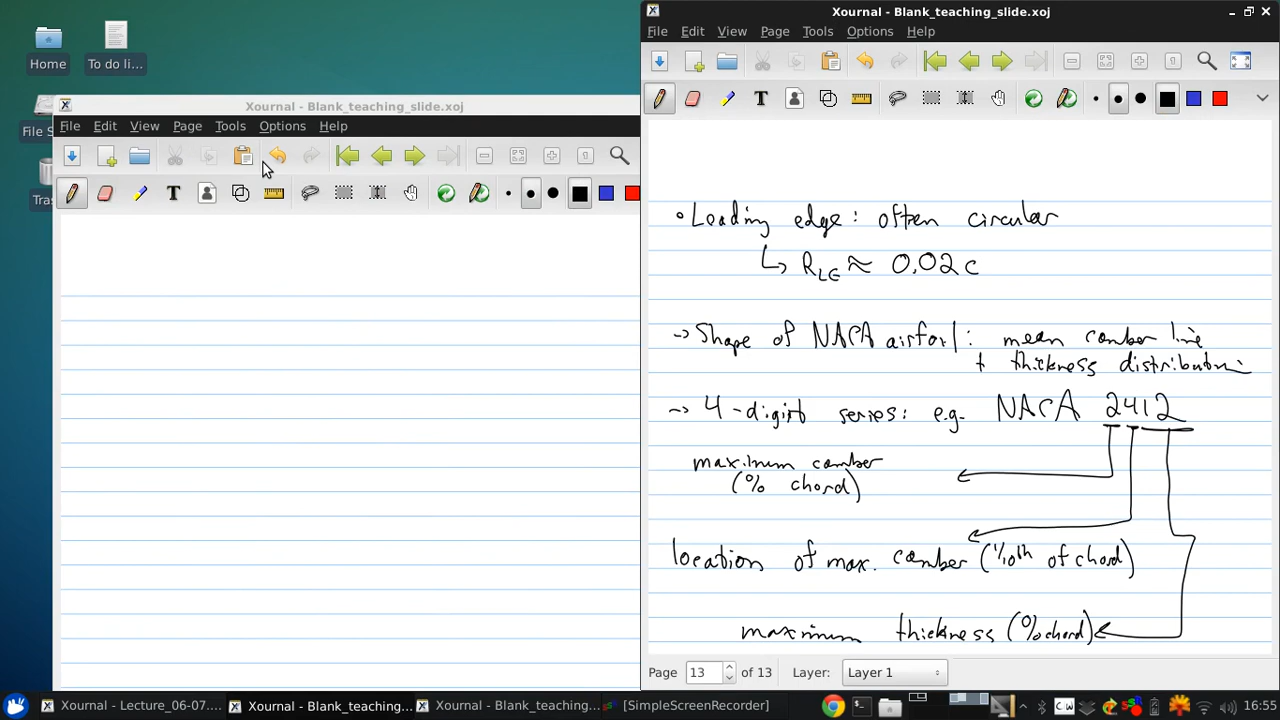 Xournal - Blank_teaching_slide.xoj
File Edit View Page Tools Options Help
Home
To do li...
File S
Tras
Xournal - Blank_teaching_slide.xoj
File Edit View Page Tools Options Help
T
T
• Leading edge: often circular
↳ R_LE ≈ 0.02c
-> Shape of NACA airfoil: mean camber line
+ thickness distribution
-> 4-digit series: e.g. NACA 2412
maximum camber
(% chord)
location of max. camber (1/10th of chord)
maximum thickness (% chord)
Page 13 of 13 Layer: Layer 1
Xournal - Lecture_06-07....
Xournal - Blank_teaching...
Xournal - Blank_teaching...
[SimpleScreenRecorder]
16:55